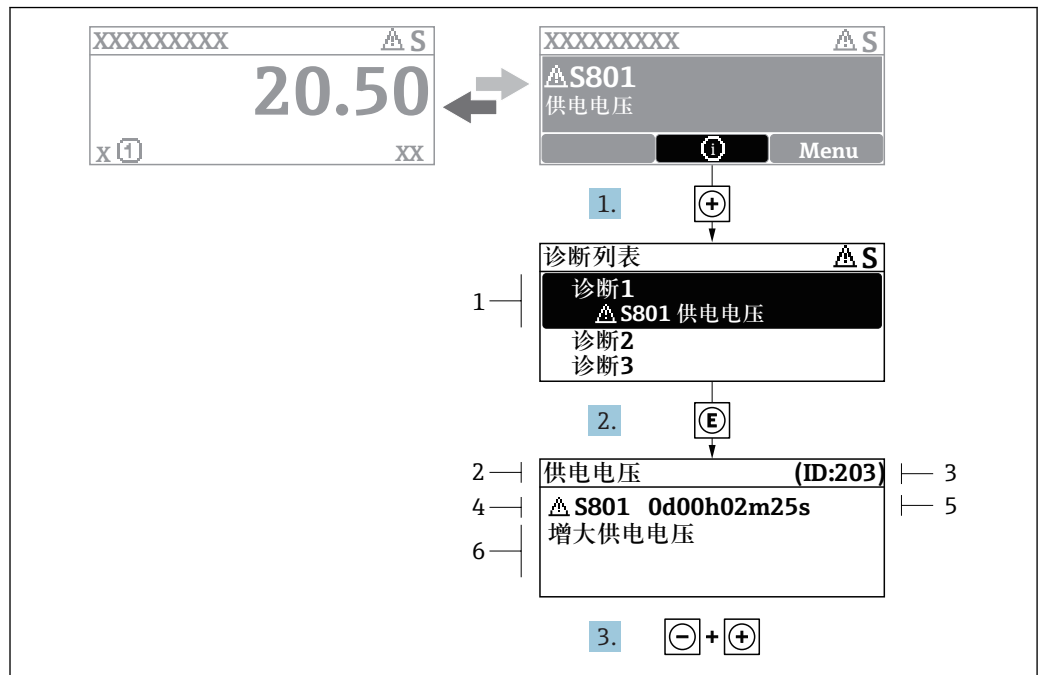 XXXXXXXXX ⚠ S
20.50
X ① XX
XXXXXXXXX ⚠ S
⚠S801
供电电压
ⓘ Menu
1. +
诊断列表 ⚠ S
1
诊断1
⚠ S801 供电电压
诊断2
诊断3
2. E
2 供电电压 (ID:203) 3
4 ⚠ S801 0d00h02m25s 5
6 增大供电电压
3. - + +